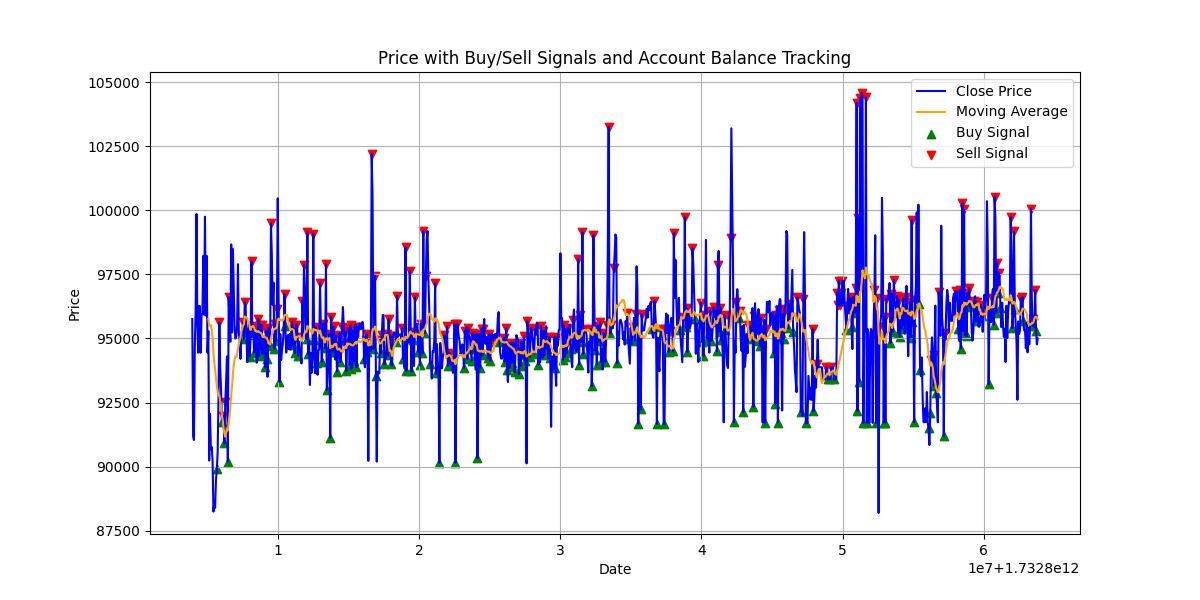 Price with Buy/Sell Signals and Account Balance Tracking
105000
102500
100000
97500
95000
92500
90000
87500
Price
Close Price
Moving Average
Buy Signal
Sell Signal
1 2 3 4 5 6
Date
1e7+1.7328e12